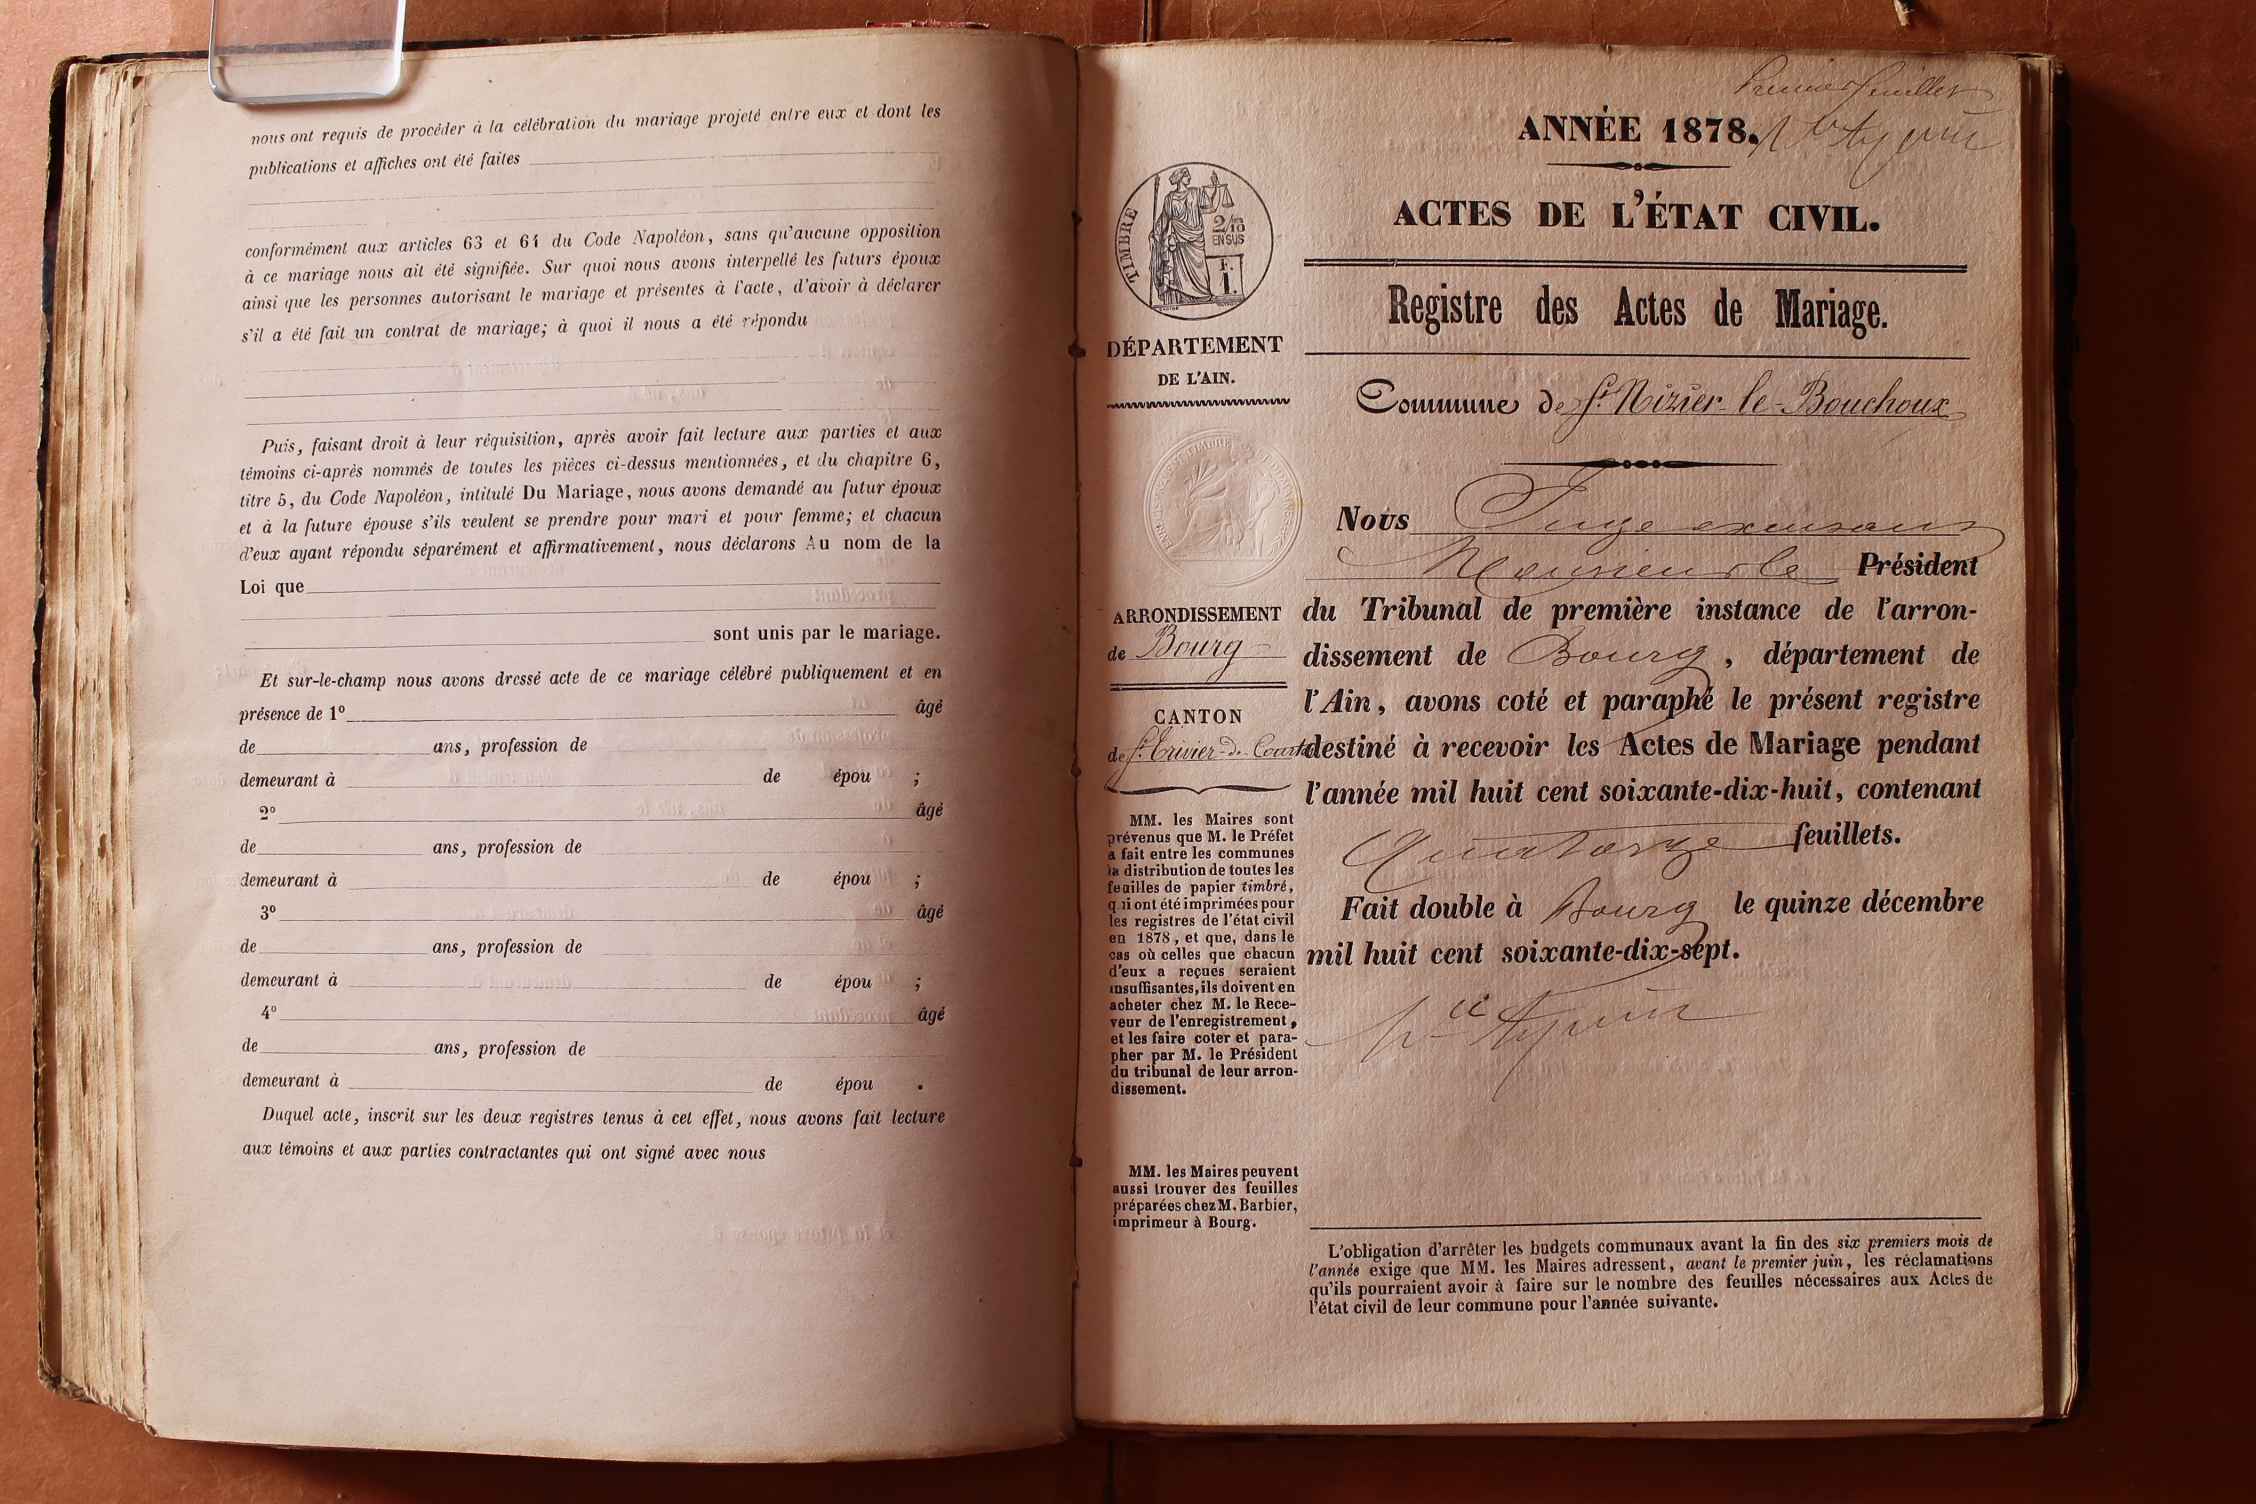 nous ont requis de procéder à la célébration du mariage projeté entre eux et dont les
publications et affiches ont été faites
conformément aux articles 63 et 64 du Code Napoléon, sans qu'aucune opposition
à ce mariage nous ait été signifiée. Sur quoi nous avons interpellé les futurs époux
ainsi que les personnes autorisant le mariage et présentes à l'acte, d'avoir à déclarer
s'il a été fait un contrat de mariage; à quoi il nous a été répondu
Puis, faisant droit à leur réquisition, après avoir fait lecture aux parties et aux
témoins ci-après nommés de toutes les pièces ci-dessus mentionnées, et du chapitre 6,
titre 5, du Code Napoléon, intitulé Du Mariage, nous avons demandé au futur époux
et à la future épouse s'ils veulent se prendre pour mari et pour femme; et chacun
d'eux ayant répondu séparément et affirmativement, nous déclarons Au nom de la
Loi que
sont unis par le mariage.
Et sur-le-champ nous avons dressé acte de ce mariage célébré publiquement et en
présence de 1º âgé
de ans, profession de
demeurant à de épou ;
2º âgé
de ans, profession de
demeurant à de épou ;
3º âgé
de ans, profession de
demeurant à de épou ;
4º âgé
de ans, profession de
demeurant à de épou .
Duquel acte, inscrit sur les deux registres tenus à cet effet, nous avons fait lecture
aux témoins et aux parties contractantes qui ont signé avec nous
Premier feuillet
ANNÉE 1878.
ACTES DE L'ÉTAT CIVIL.
Registre des Actes de Mariage.
Commune de St Nizier-le-Bouchoux
TIMBRE
2/10
EN SUS
F.
1.
DÉPARTEMENT
DE L'AIN.
ARRONDISSEMENT
de Bourg
CANTON
de St Trivier-de-Courtes
MM. les Maires sont
prévenus que M. le Préfet
a fait entre les communes
la distribution de toutes les
feuilles de papier timbré,
qui ont été imprimées pour
les registres de l'état civil
en 1878, et que, dans le
cas où celles que chacun
d'eux a reçues seraient
insuffisantes, ils doivent en
acheter chez M. le Rece-
veur de l'enregistrement,
et les faire coter et para-
pher par M. le Président
du tribunal de leur arron-
dissement.
MM. les Maires peuvent
aussi trouver des feuilles
préparées chez M. Barbier,
imprimeur à Bourg.
Nous Juge
Monsieur le Président
du Tribunal de première instance de l'arron-
dissement de Bourg, département de
l'Ain, avons coté et paraphé le présent registre
destiné à recevoir les Actes de Mariage pendant
l'année mil huit cent soixante-dix-huit, contenant
Quatorze feuillets.
Fait double à Bourg le quinze décembre
mil huit cent soixante-dix-sept.
L'obligation d'arrêter les budgets communaux avant la fin des six premiers mois de
l'année exige que MM. les Maires adressent, avant le premier juin, les réclamations
qu'ils pourraient avoir à faire sur le nombre des feuilles nécessaires aux Actes de
l'état civil de leur commune pour l'année suivante.